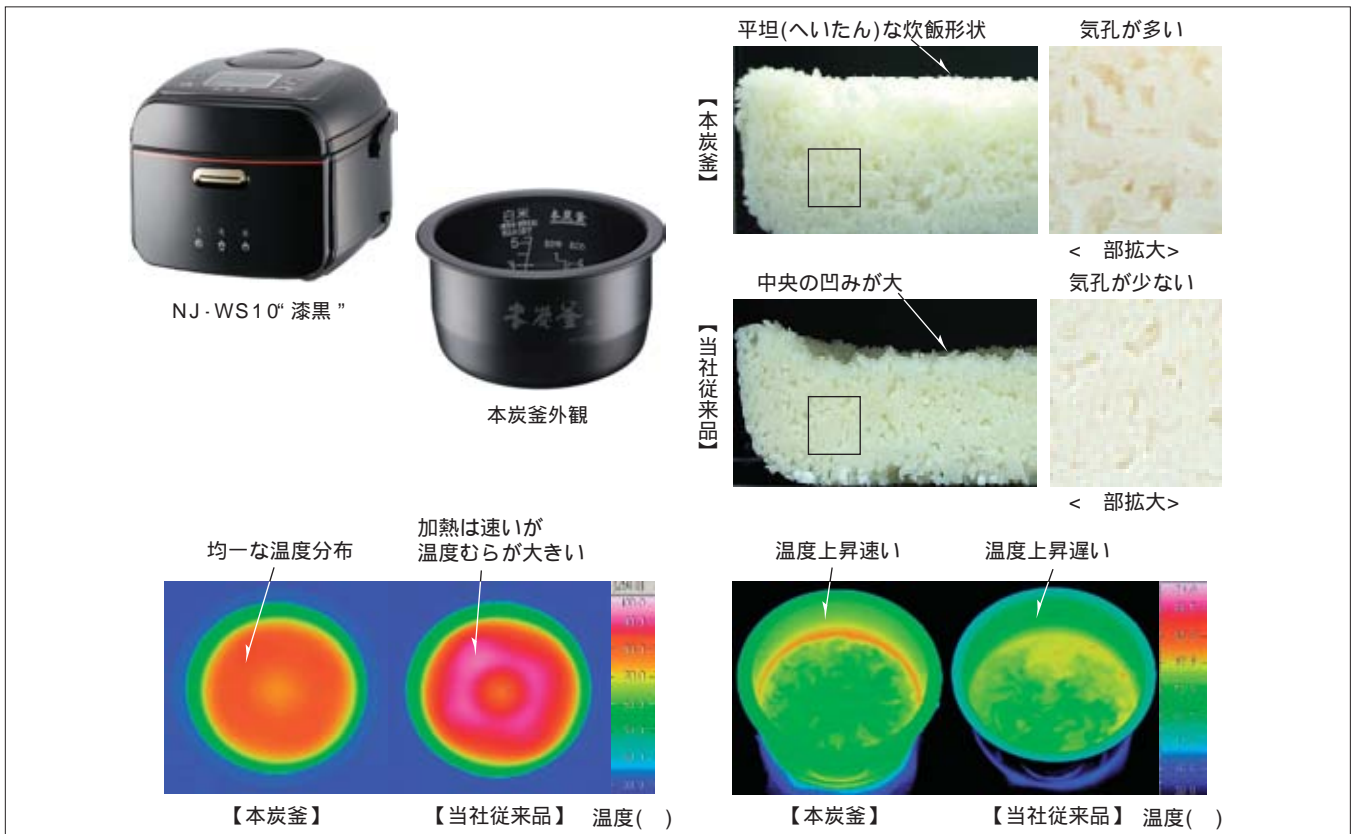 NJ-WS10“漆黒”
白米
本炭釜
本炭釜
本炭釜外観
平坦(へいたん)な炊飯形状
気孔が多い
【本炭釜】
< 部拡大>
中央の凹みが大
気孔が少ない
【当社従来品】
< 部拡大>
均一な温度分布
加熱は速いが
温度むらが大きい
【本炭釜】
【当社従来品】
温度( )
温度上昇速い
温度上昇遅い
【本炭釜】
【当社従来品】
温度( )